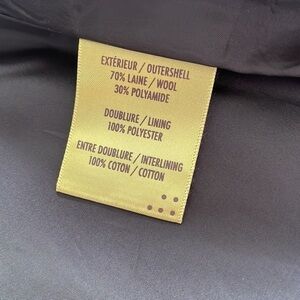 EXTÉRIEUR / OUTERSHELL
70% LAINE / WOOL
30% POLYAMIDE
DOUBLURE / LINING
100% POLYESTER
ENTRE DOUBLURE / INTERLINING
100% COTON / COTTON